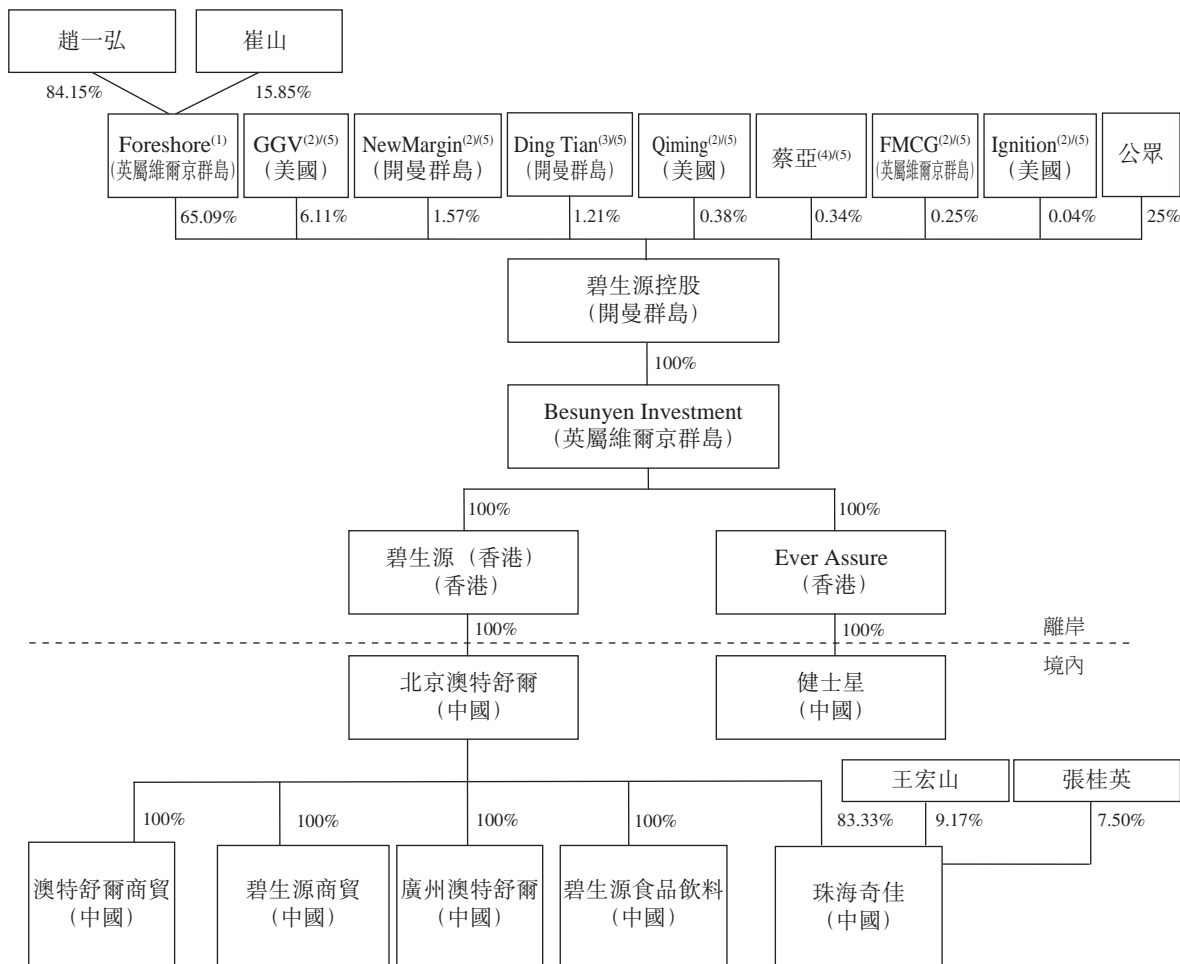 趙一弘
崔山
84.15%
15.85%
Foreshore(1)
(英屬維爾京群島)
GGV(2)/(5)
(美國)
NewMargin(2)/(5)
(開曼群島)
Ding Tian(3)/(5)
(開曼群島)
Qiming(2)/(5)
(美國)
蔡亞(4)/(5)
FMCG(2)/(5)
(英屬維爾京群島)
Ignition(2)/(5)
(美國)
公眾
65.09%
6.11%
1.57%
1.21%
0.38%
0.34%
0.25%
0.04%
25%
碧生源控股
(開曼群島)
100%
Besunyen Investment
(英屬維爾京群島)
100%
100%
碧生源(香港)
(香港)
Ever Assure
(香港)
100%
100%
離岸
境內
北京澳特舒爾
(中國)
健士星
(中國)
王宏山
張桂英
100%
100%
100%
100%
83.33%
9.17%
7.50%
澳特舒爾商貿
(中國)
碧生源商貿
(中國)
廣州澳特舒爾
(中國)
碧生源食品飲料
(中國)
珠海奇佳
(中國)